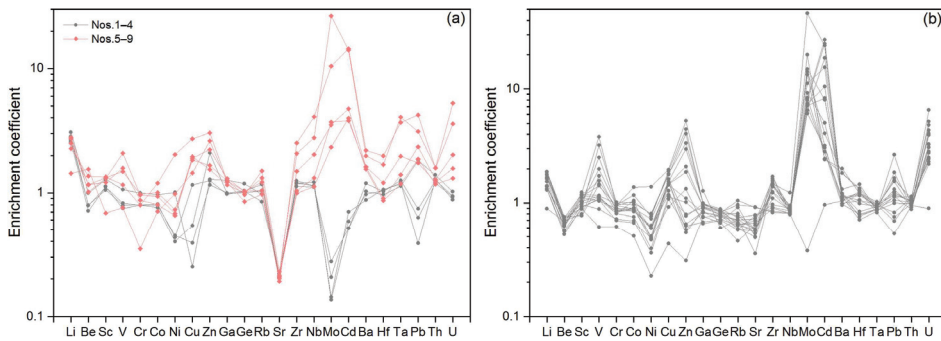 (a)
Nos.1–4
Nos.5–9
10
1
0.1
Enrichment coefficient
Li Be Sc V Cr Co Ni Cu Zn Ga Ge Rb Sr Zr Nb Mo Cd Ba Hf Ta Pb Th U
(b)
10
1
0.1
Enrichment coefficient
Li Be Sc V Cr Co Ni Cu Zn Ga Ge Rb Sr Zr Nb Mo Cd Ba Hf Ta Pb Th U